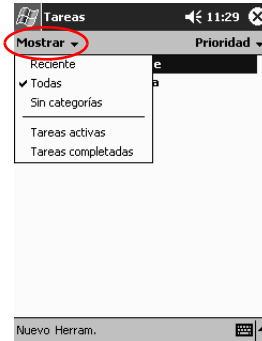 Tareas 11:29
Mostrar Prioridad
Reciente e
Todas a
Sin categorías
Tareas activas
Tareas completadas
Nuevo Herram.